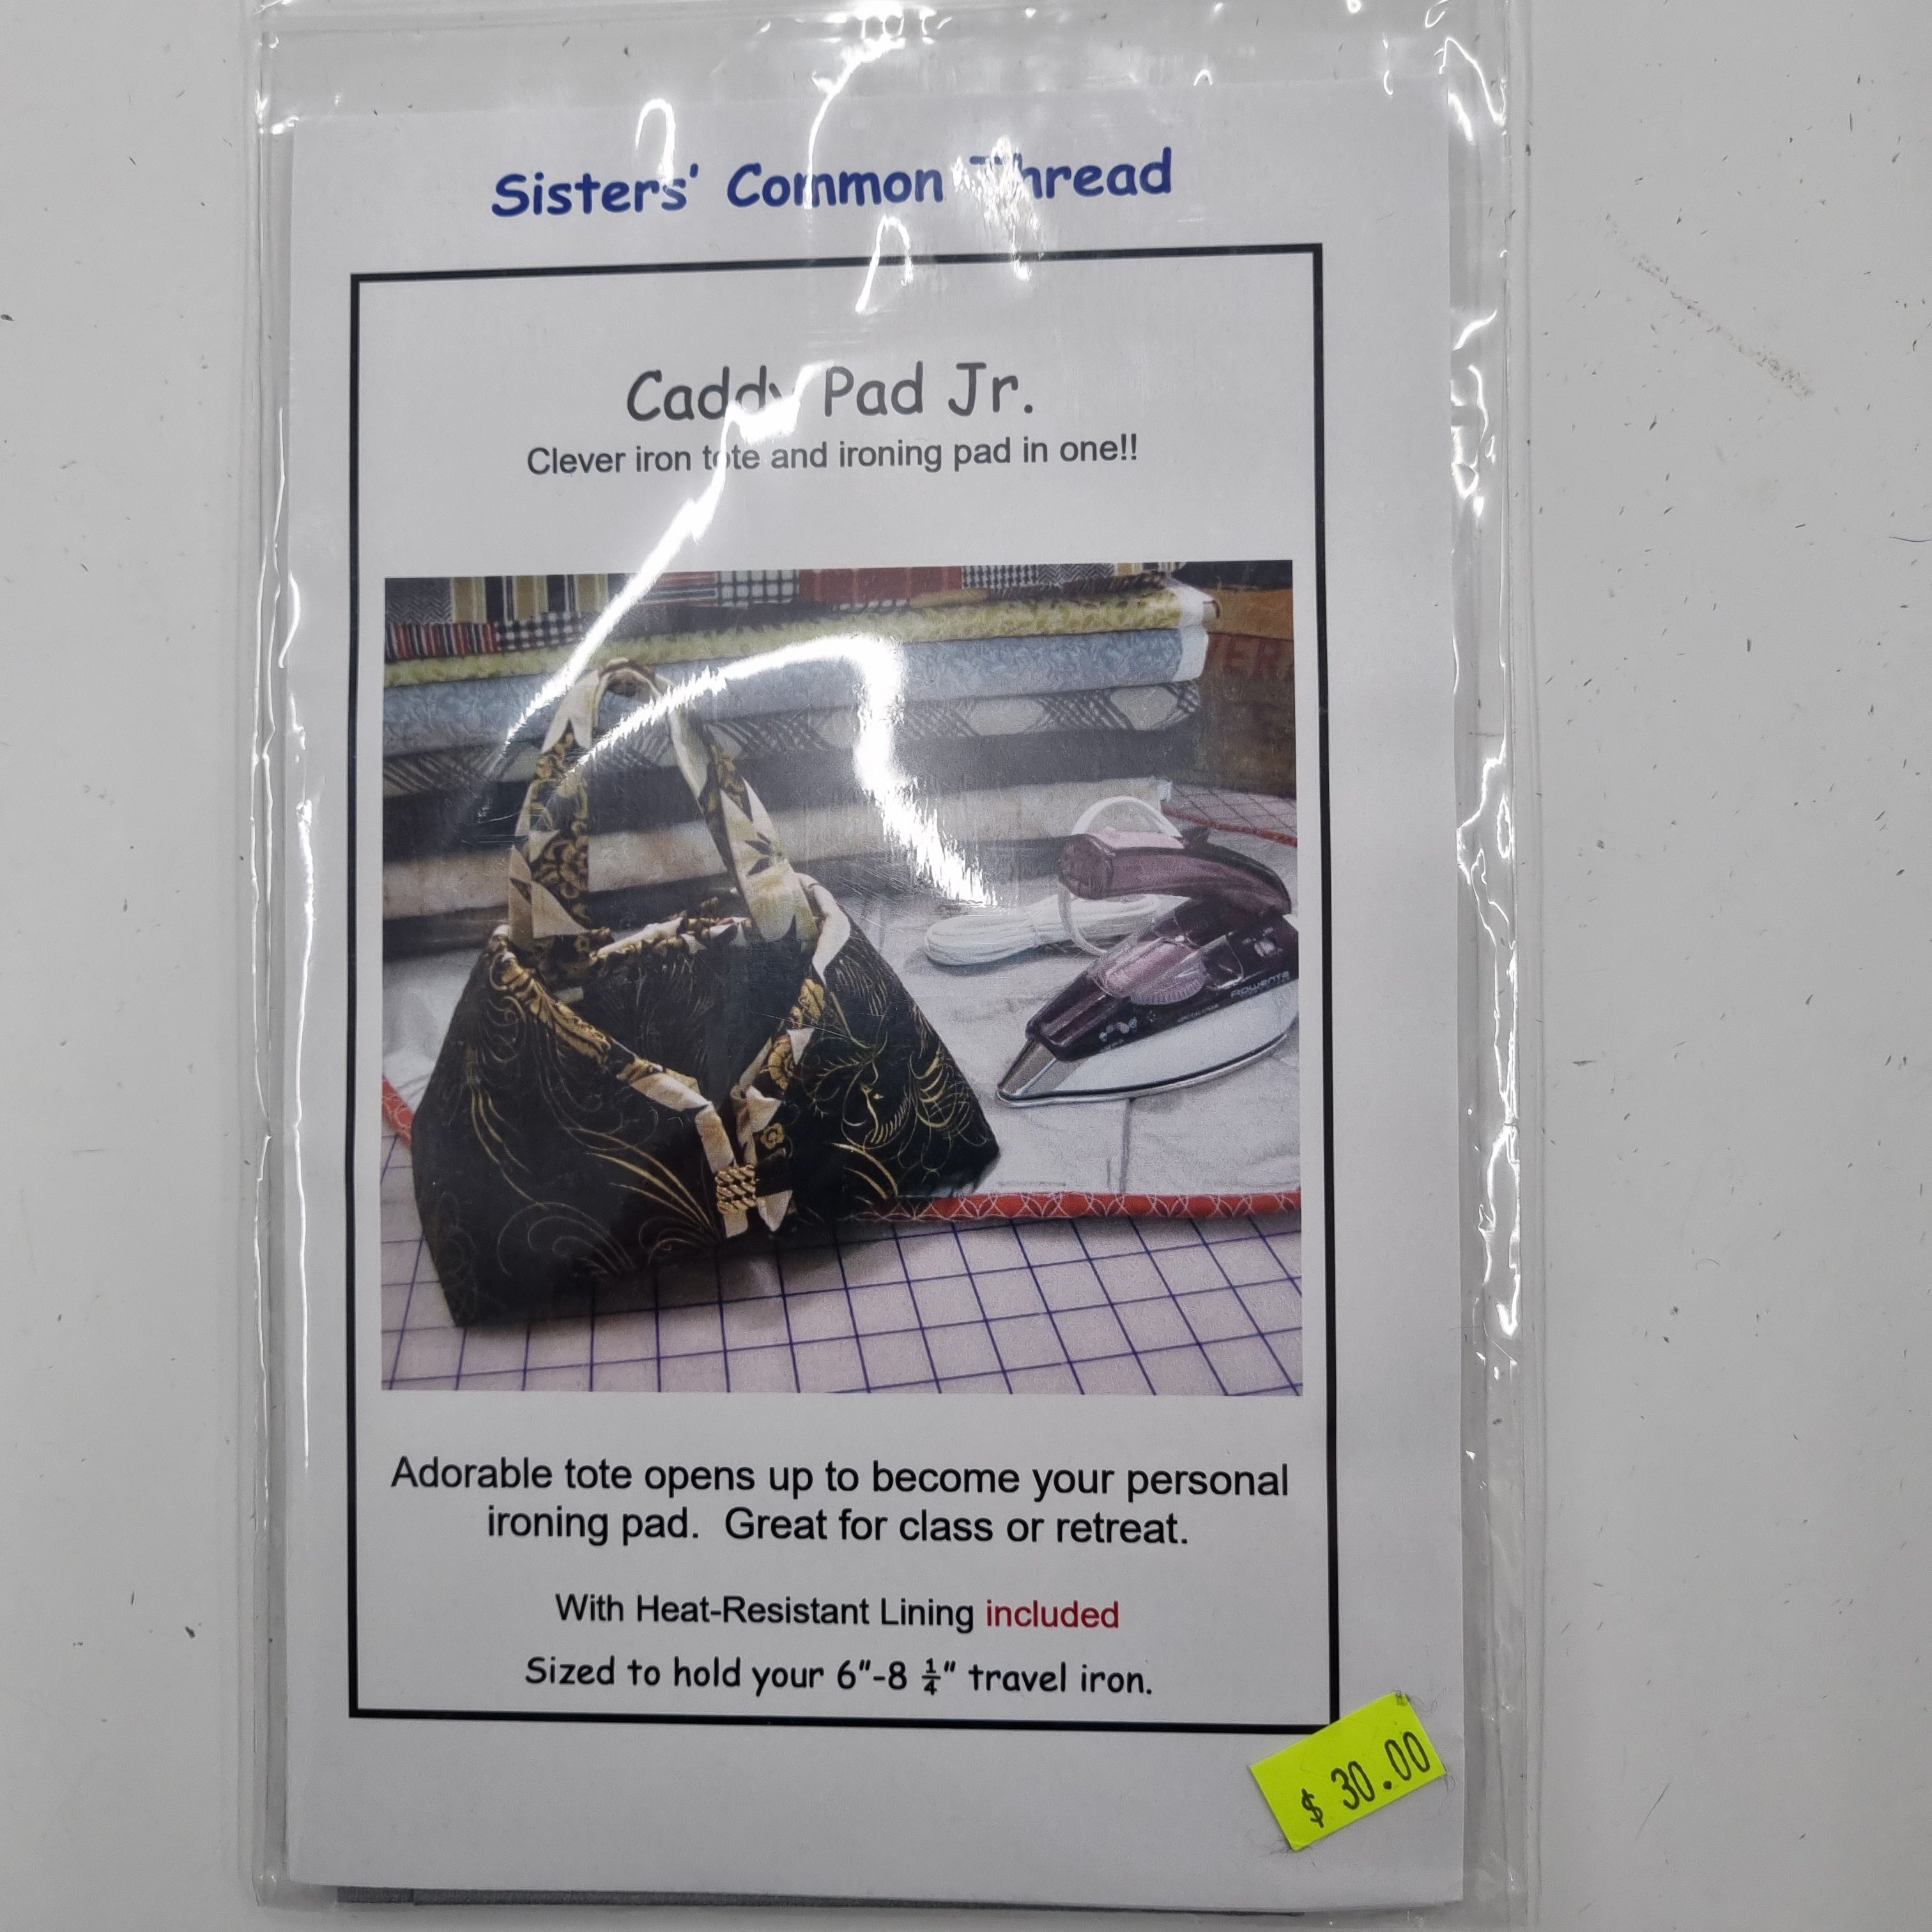 Sisters' Common Thread
Caddy Pad Jr.
Clever iron tote and ironing pad in one!!
VERA
ROWENTA
Adorable tote opens up to become your personal
ironing pad. Great for class or retreat.
With Heat-Resistant Lining included
Sized to hold your 6"-8 ¼" travel iron.
$ 30.00